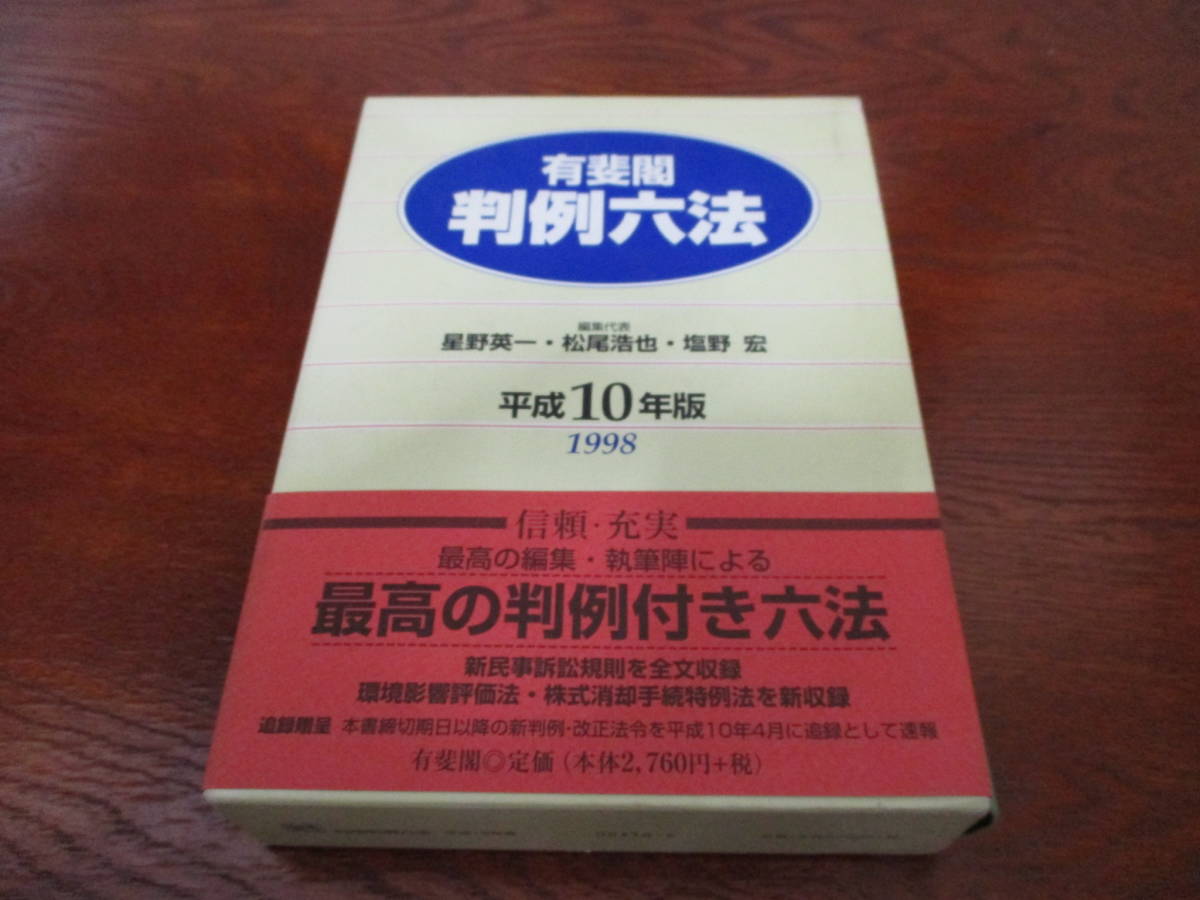 有斐閣
判例六法
編集代表
星野英一・松尾浩也・塩野 宏
平成10年版
1998
信頼・充実
最高の編集・執筆陣による
最高の判例付き六法
新民事訴訟規則を全文収録
環境影響評価法・株式消却手続特例法を新収録
追録贈呈 本書締切期日以降の新判例・改正法令を平成10年4月に追録として速報
有斐閣◎定価(本体2,760円+税)